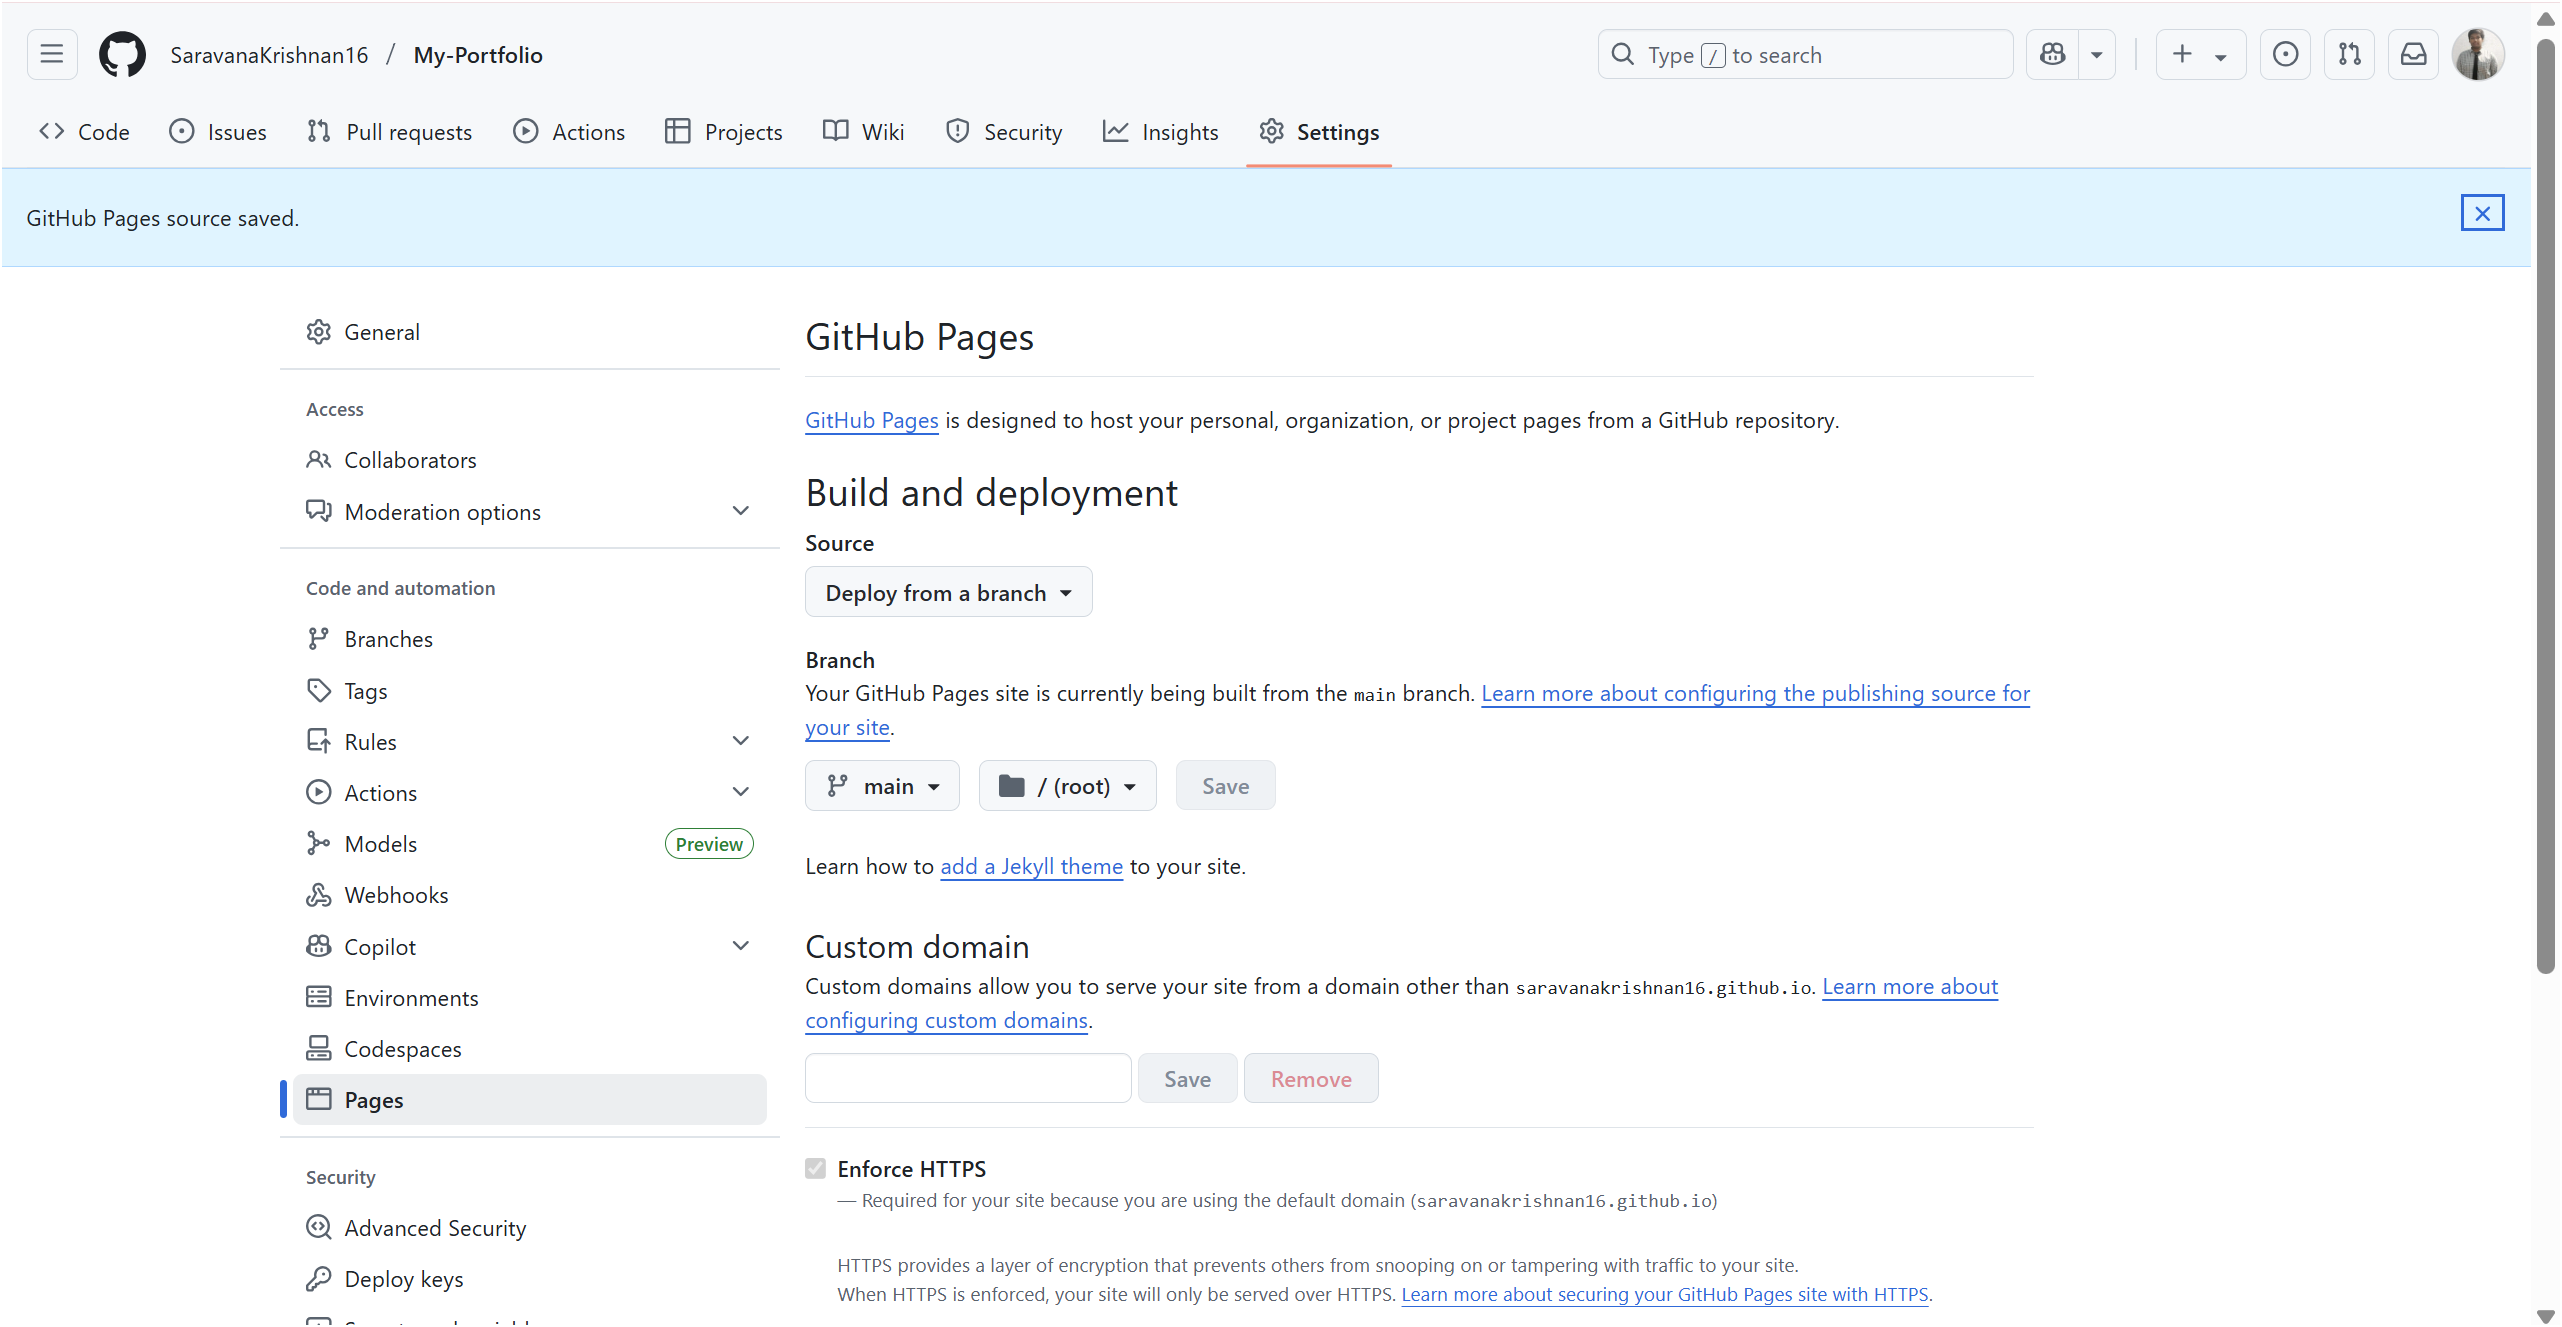 SaravanaKrishnan16 / My-Portfolio
Type / to search
Code
Issues
Pull requests
Actions
Projects
Wiki
Security
Insights
Settings
GitHub Pages source saved.
General
Access
Collaborators
Moderation options
Code and automation
Branches
Tags
Rules
Actions
Models
Preview
Webhooks
Copilot
Environments
Codespaces
Pages
Security
Advanced Security
Deploy keys
GitHub Pages
GitHub Pages is designed to host your personal, organization, or project pages from a GitHub repository.
Build and deployment
Source
Deploy from a branch
Branch
Your GitHub Pages site is currently being built from the main branch. Learn more about configuring the publishing source for
your site.
main
/ (root)
Save
Learn how to add a Jekyll theme to your site.
Custom domain
Custom domains allow you to serve your site from a domain other than saravanakrishnan16.github.io. Learn more about
configuring custom domains.
Save
Remove
Enforce HTTPS
— Required for your site because you are using the default domain (saravanakrishnan16.github.io)
HTTPS provides a layer of encryption that prevents others from snooping on or tampering with traffic to your site.
When HTTPS is enforced, your site will only be served over HTTPS. Learn more about securing your GitHub Pages site with HTTPS.